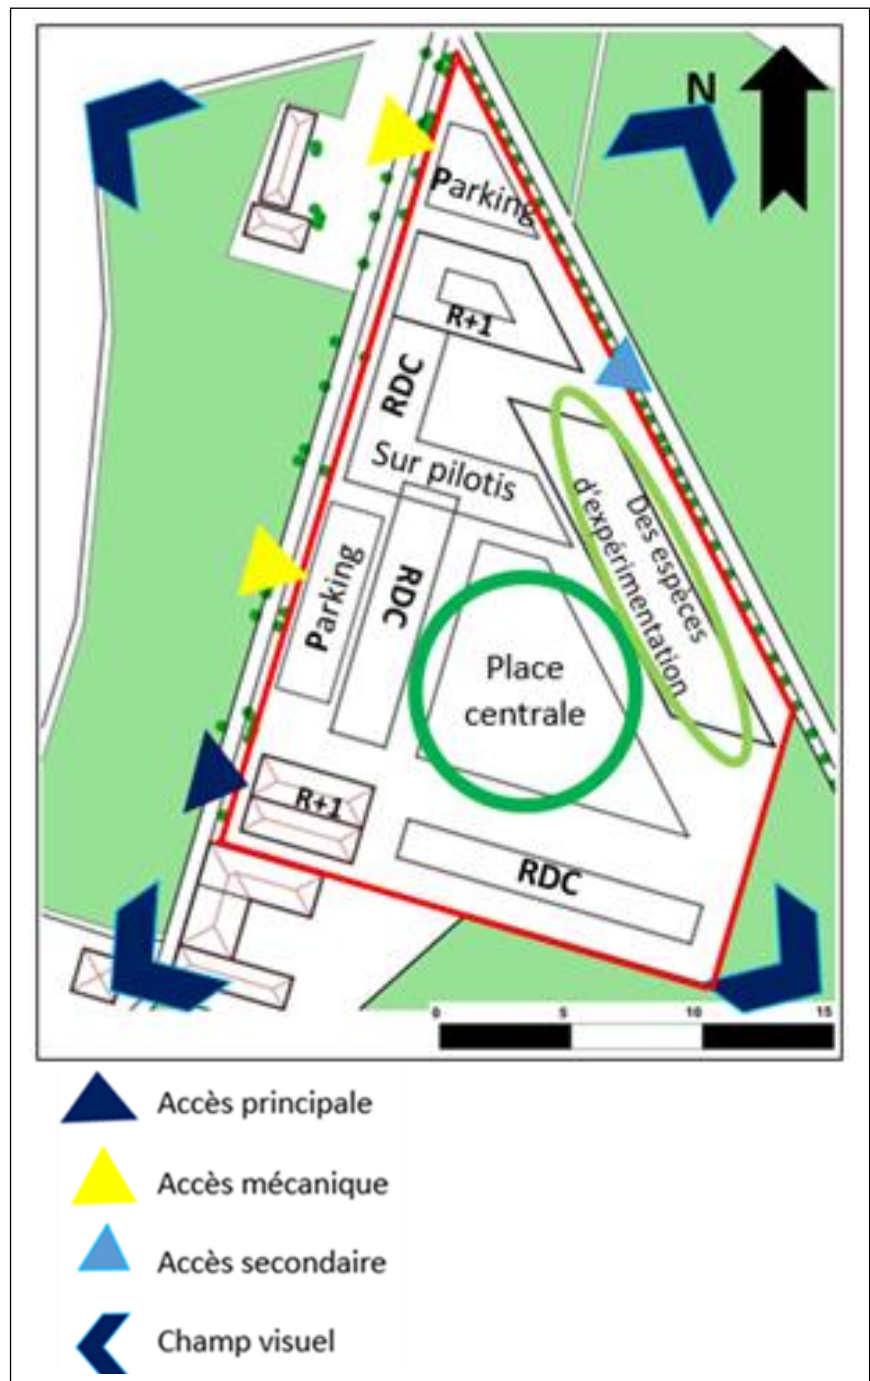 N
Parking
R+1
RDC
Sur pilotis
Des espèces
d'expérimentation
Parking
RDC
Place
centrale
R+1
RDC
0 5 10 15
Accès principale
Accès mécanique
Accès secondaire
Champ visuel